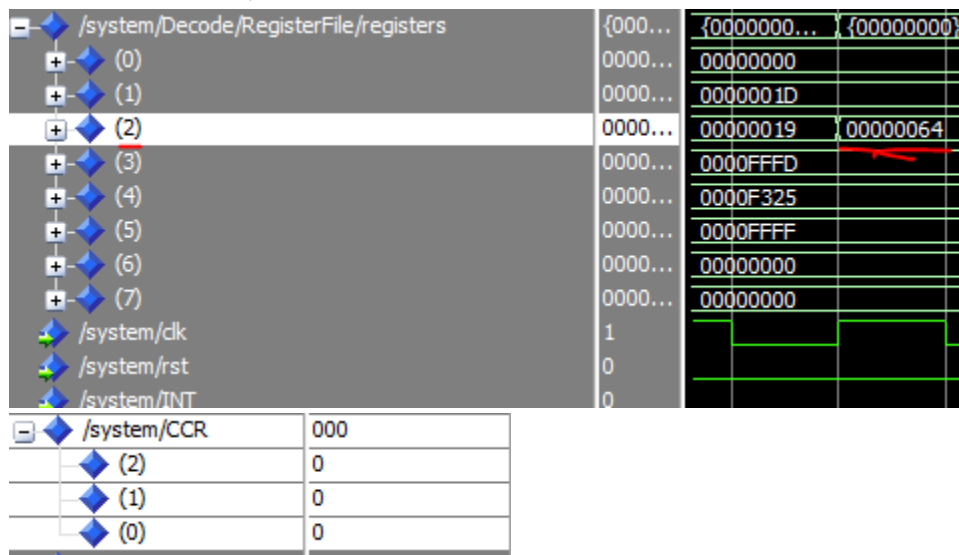 /system/Decode/RegisterFile/registers {000... {0000000... {00000000}
(0) 0000... 00000000
(1) 0000... 0000001D
(2) 0000... 00000019 00000064
(3) 0000... 0000FFFD
(4) 0000... 0000F325
(5) 0000... 0000FFFF
(6) 0000... 00000000
(7) 0000... 00000000
/system/clk 1
/system/rst 0
/system/INT 0
/system/CCR 000
(2) 0
(1) 0
(0) 0